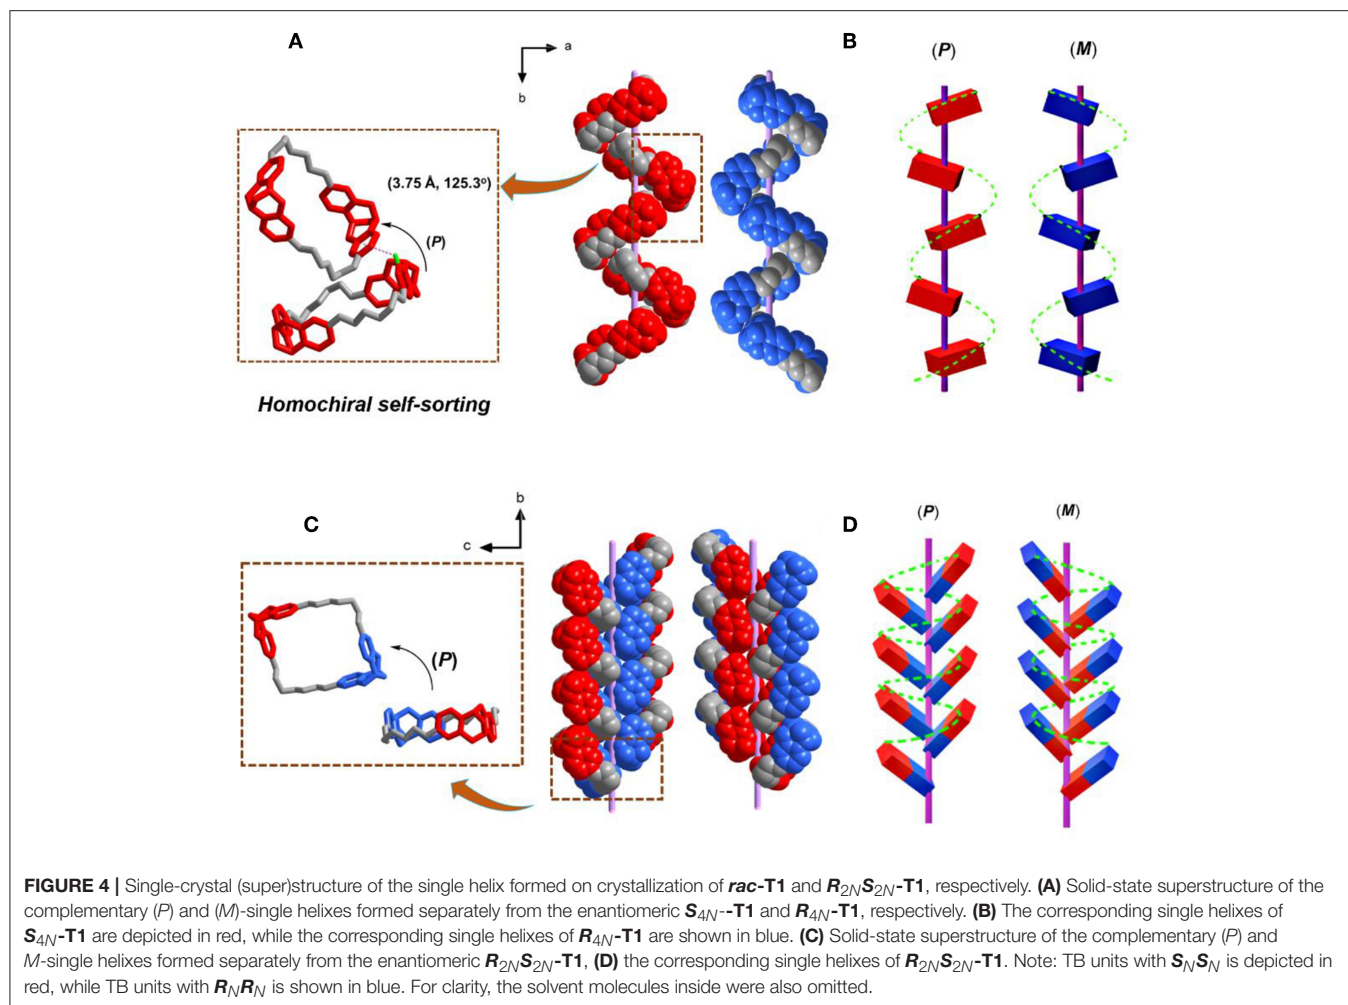 A
a
b
B
(P)
(M)
(3.75 Å, 125.3°)
(P)
Homochiral self-sorting
C
b
c
D
(P)
(M)
(P)
FIGURE 4 | Single-crystal (super)structure of the single helix formed on crystallization of rac-T1 and R2NS2N-T1, respectively. (A) Solid-state superstructure of the
complementary (P) and (M)-single helixes formed separately from the enantiomeric S4N--T1 and R4N-T1, respectively. (B) The corresponding single helixes of
S4N-T1 are depicted in red, while the corresponding single helixes of R4N-T1 are shown in blue. (C) Solid-state superstructure of the complementary (P) and
M-single helixes formed separately from the enantiomeric R2NS2N-T1, (D) the corresponding single helixes of R2NS2N-T1. Note: TB units with SNSN is depicted in
red, while TB units with RNRN is shown in blue. For clarity, the solvent molecules inside were also omitted.